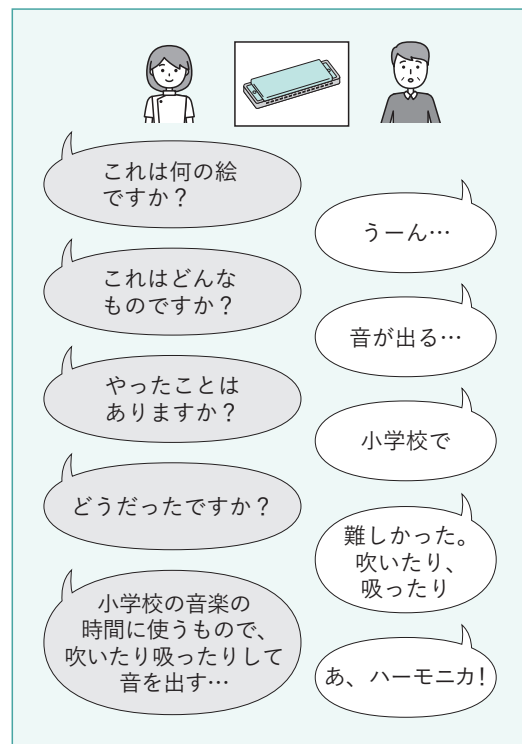 これは何の絵
ですか？
うーん…
これはどんな
ものですか？
音が出る…
やったことは
ありますか？
小学校で
どうだったですか？
難しかった。
吹いたり、
吸ったり
小学校の音楽の
時間に使うもので、
吹いたり吸ったりして
音を出す…
あ、ハーモニカ！